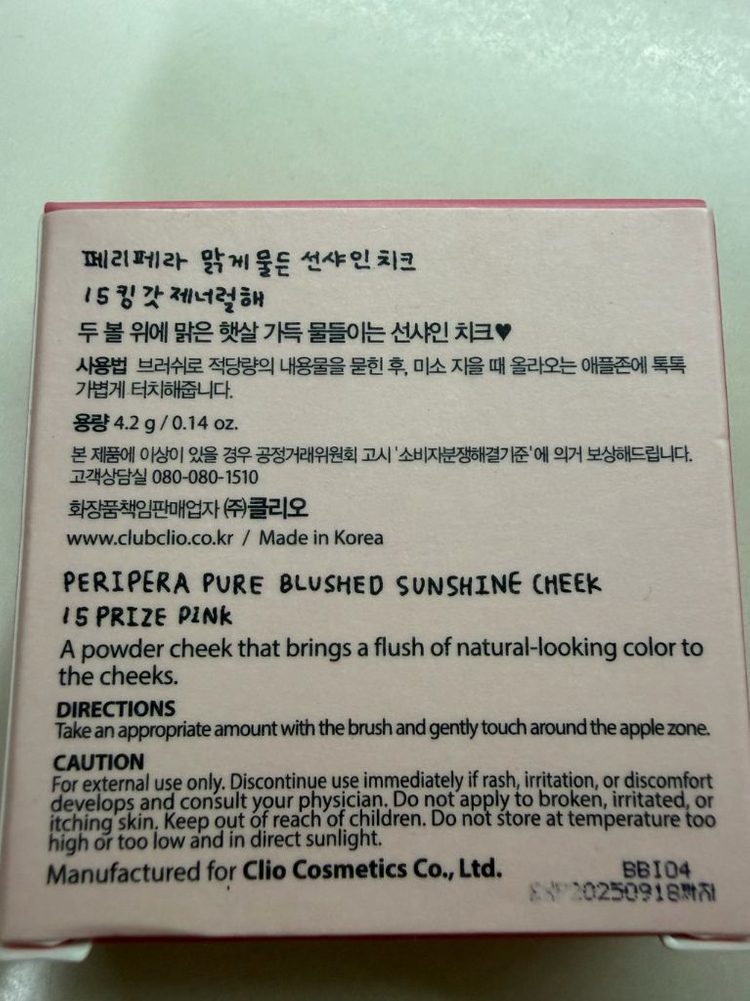 페리페라 맑게물든 선샤인치크
15 킹갓제너럴해
두 볼 위에 맑은 햇살 가득 물들이는 선샤인 치크♥
사용법 브러쉬로 적당량의 내용물을 묻힌 후, 미소 지을 때 올라오는 애플존에 톡톡
가볍게 터치해줍니다.
용량 4.2 g / 0.14 oz.
본 제품에 이상이 있을 경우 공정거래위원회 고시 '소비자분쟁해결기준'에 의거 보상해드립니다.
고객상담실 080-080-1510
화장품책임판매업자 (주)클리오
www.clubclio.co.kr / Made in Korea
PERIPERA PURE BLUSHED SUNSHINE CHEEK
15 PRIZE PINK
A powder cheek that brings a flush of natural-looking color to
the cheeks.
DIRECTIONS
Take an appropriate amount with the brush and gently touch around the apple zone.
CAUTION
For external use only. Discontinue use immediately if rash, irritation, or discomfort
develops and consult your physician. Do not apply to broken, irritated, or
itching skin. Keep out of reach of children. Do not store at temperature too
high or too low and in direct sunlight.
Manufactured for Clio Cosmetics Co., Ltd.
BBI04
20250918까지